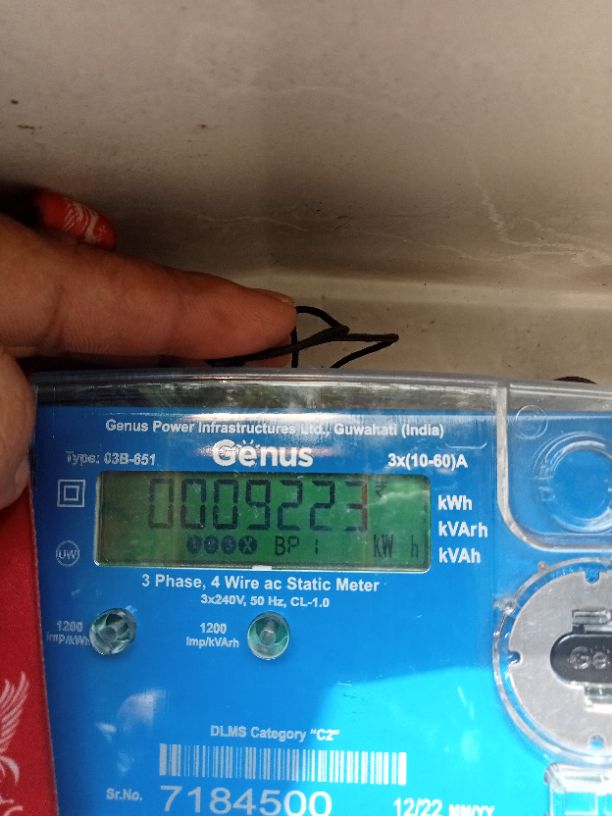 Genus Power Infrastructures Ltd., Guwahati (India)
Type: 03B-651 Genus 3x(10-60)A
0009223
BP 1 kW h
kWh
kVArh
kVAh
UW
3 Phase, 4 Wire ac Static Meter
3x240V, 50 Hz, CL-1.0
1200 imp/kWh
1200 imp/kVArh
DLMS Category "C2"
Sr.No. 7184500 12/22 MM/YY